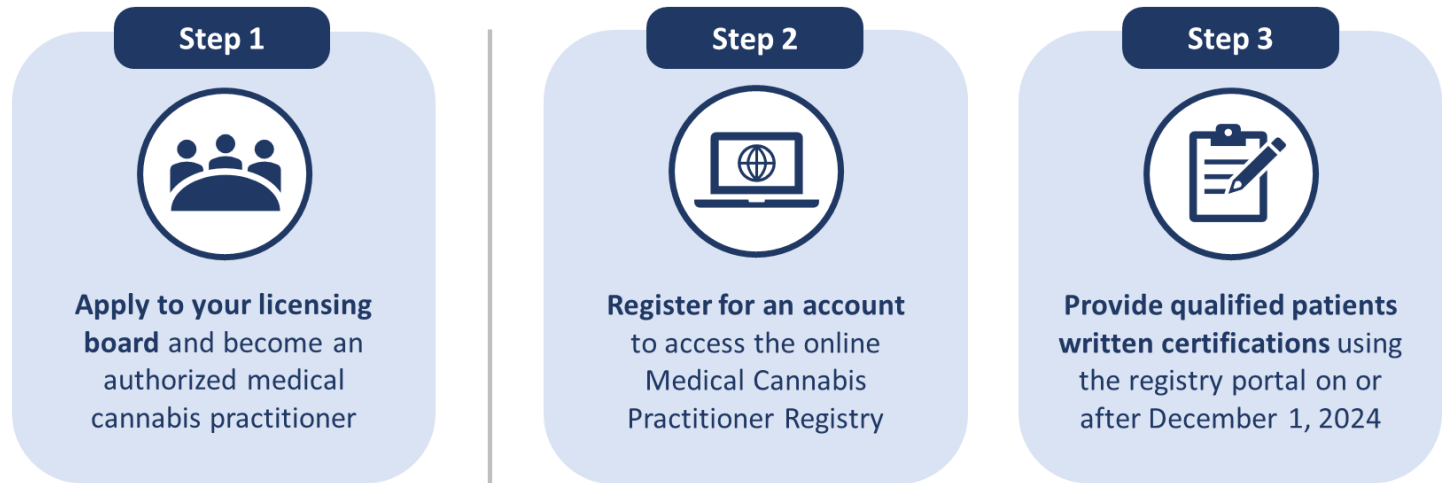 Step 1
Apply to your licensing
board and become an
authorized medical
cannabis practitioner
Step 2
Register for an account
to access the online
Medical Cannabis
Practitioner Registry
Step 3
Provide qualified patients
written certifications using
the registry portal on or
after December 1, 2024